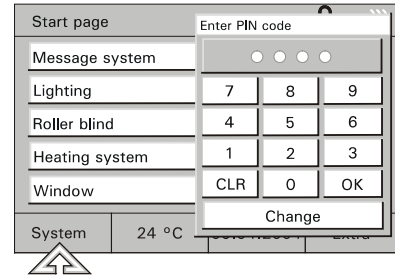 Start page
Enter PIN code
Message system
Lighting
Roller blind
Heating system
Window
7 8 9
4 5 6
1 2 3
CLR 0 OK
Change
System 24 °C